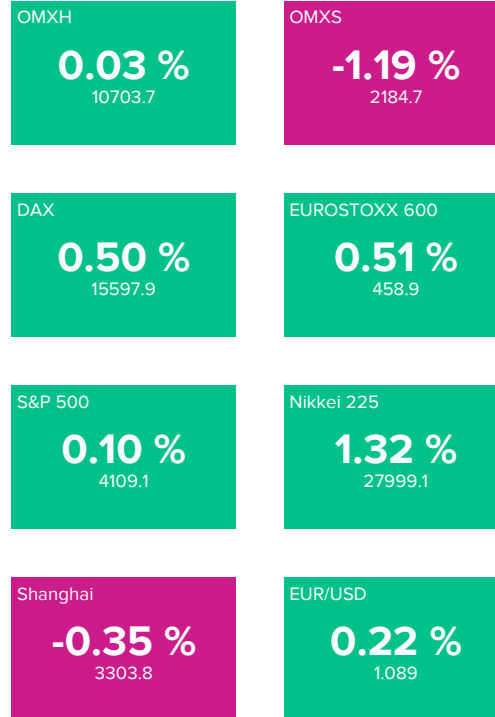 OMXH
0.03 %
10703.7
OMXS
-1.19 %
2184.7
DAX
0.50 %
15597.9
EUROSTOXX 600
0.51 %
458.9
S&P 500
0.10 %
4109.1
Nikkei 225
1.32 %
27999.1
Shanghai
-0.35 %
3303.8
EUR/USD
0.22 %
1.089